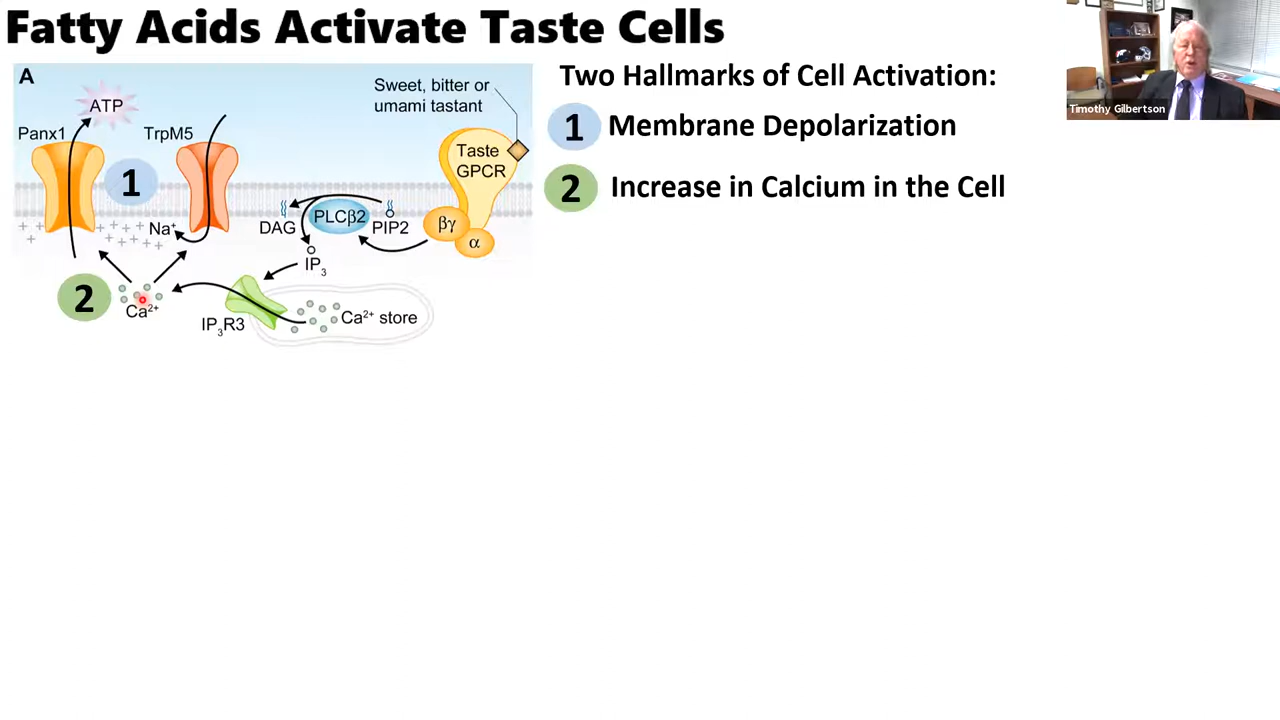 Fatty Acids Activate Taste Cells
A
ATP
Panx1
TrpM5
Sweet, bitter or
umami tastant
Taste
GPCR
1
Na⁺
DAG
PLCβ2
PIP2
βγ
α
IP₃
2
Ca²⁺
IP₃R3
Ca²⁺ store
Two Hallmarks of Cell Activation:
1 Membrane Depolarization
2 Increase in Calcium in the Cell
Timothy Gilbertson